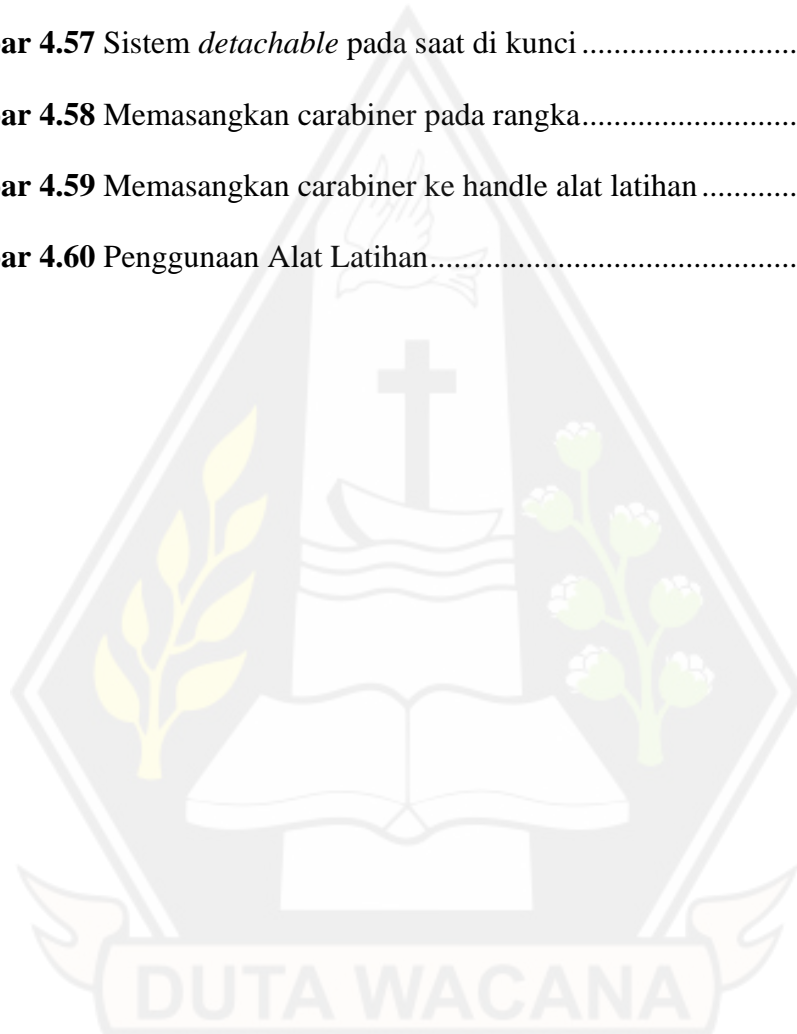 ar 4.57 Sistem detachable pada saat di kunci ..........................
ar 4.58 Memasangkan carabiner pada rangka..........................
ar 4.59 Memasangkan carabiner ke handle alat latihan ............
ar 4.60 Penggunaan Alat Latihan.............................................
DUTA WACANA